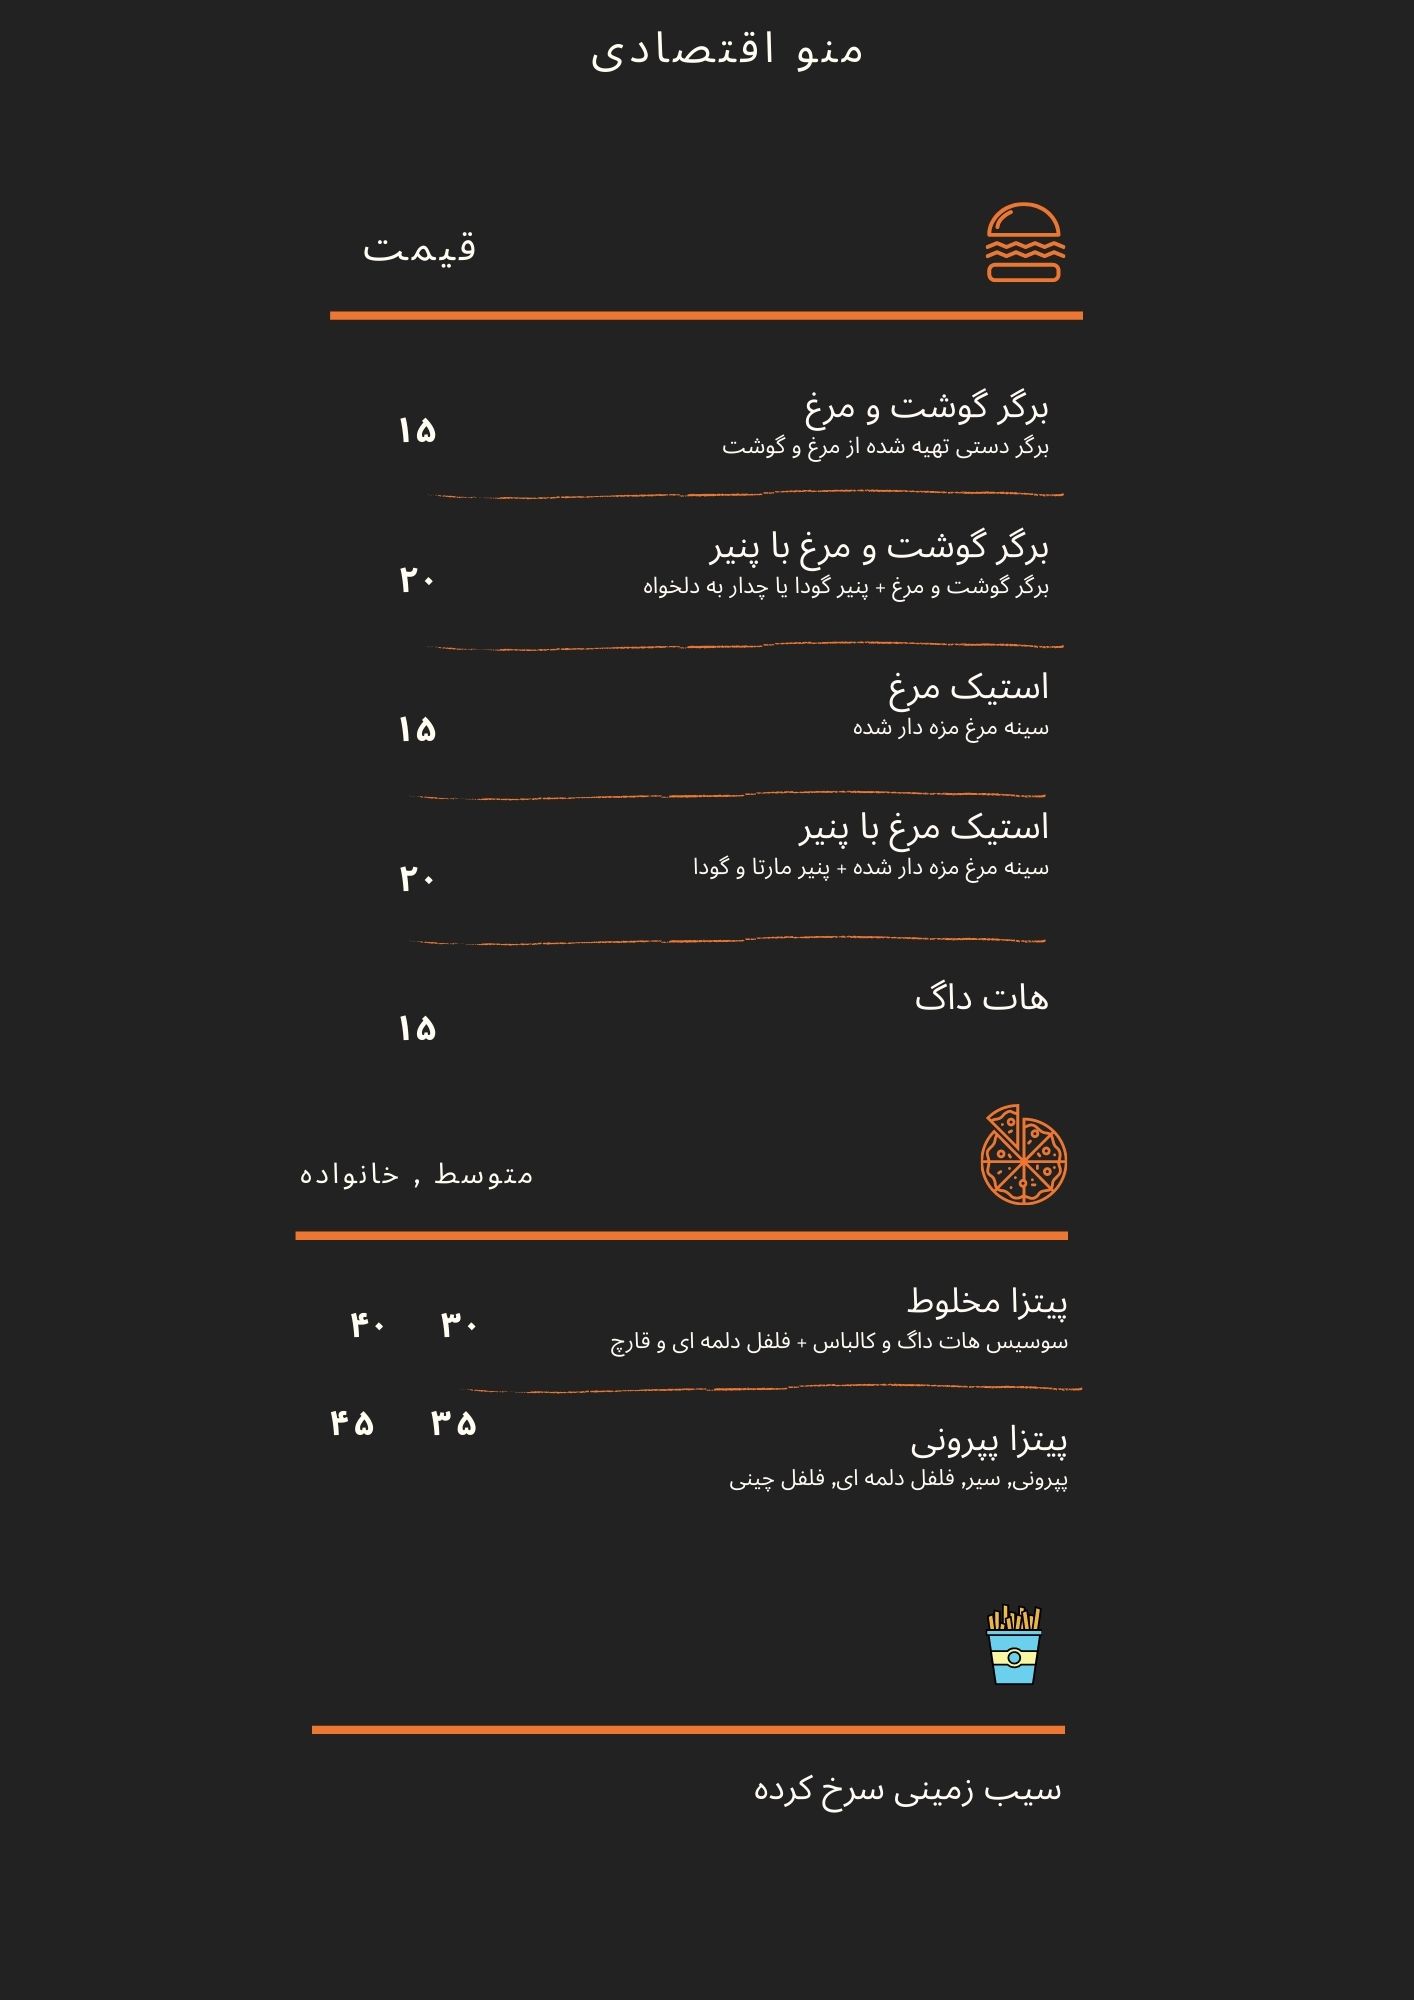 منو اقتصادی
قیمت
برگر گوشت و مرغ
برگر دستی تهیه شده از مرغ و گوشت
۱۵
برگر گوشت و مرغ با پنیر
برگر گوشت و مرغ + پنیر گودا یا چدار به دلخواه
۲۰
استیک مرغ
سینه مرغ مزه دار شده
۱۵
استیک مرغ با پنیر
سینه مرغ مزه دار شده + پنیر مارتا و گودا
۲۰
هات داگ
۱۵
متوسط , خانواده
پیتزا مخلوط
سوسیس هات داگ و کالباس + فلفل دلمه ای و قارچ
۳۰ ۴۰
پیتزا پپرونی
پپرونی, سیر, فلفل دلمه ای, فلفل چینی
۳۵ ۴۵
سیب زمینی سرخ کرده